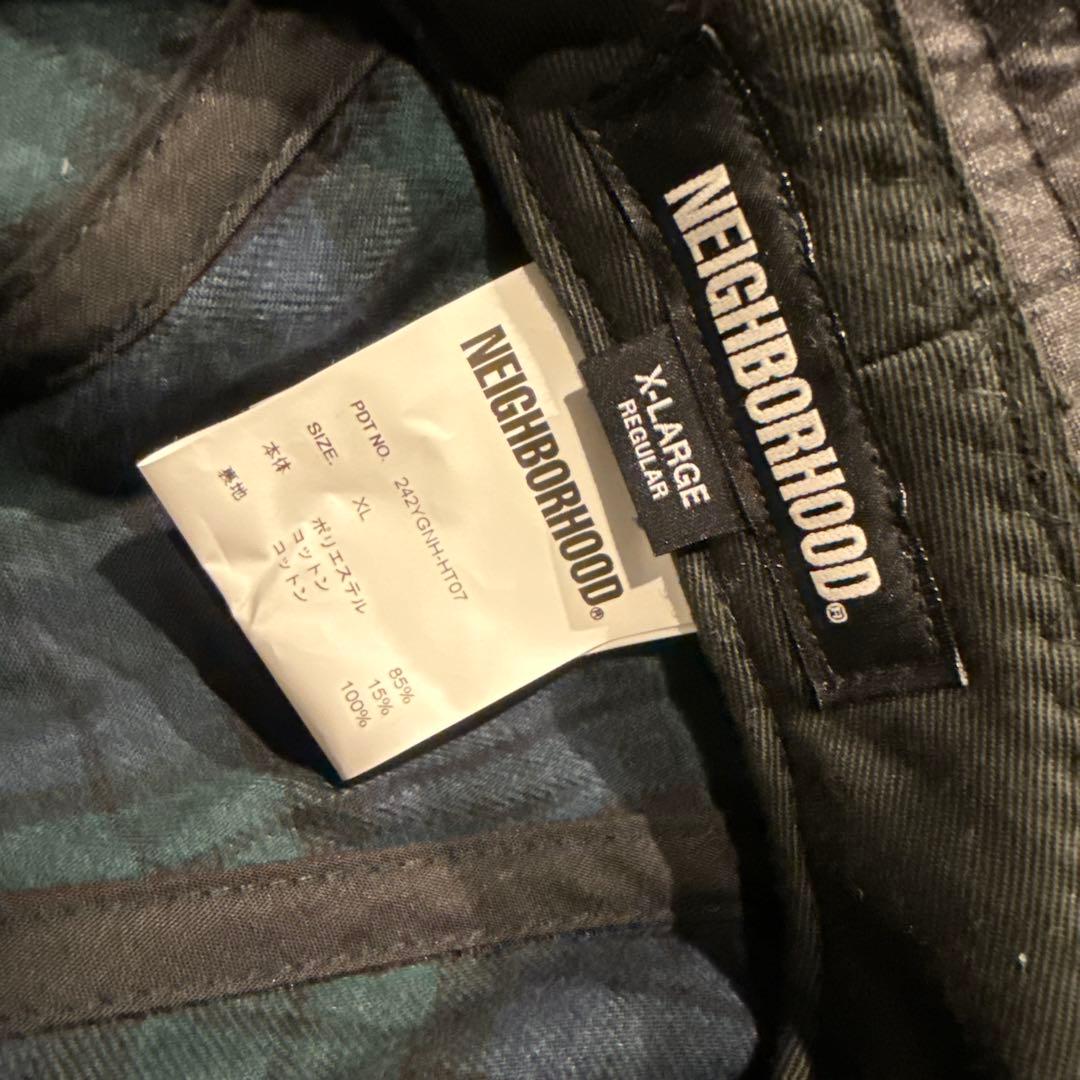 NEIGHBORHOOD®
X-LARGE
REGULAR
NEIGHBORHOOD®
PDT NO. 242YGNH-HT07
SIZE. XL
本体 ポリエステル 85%
コットン 15%
裏地 コットン 100%